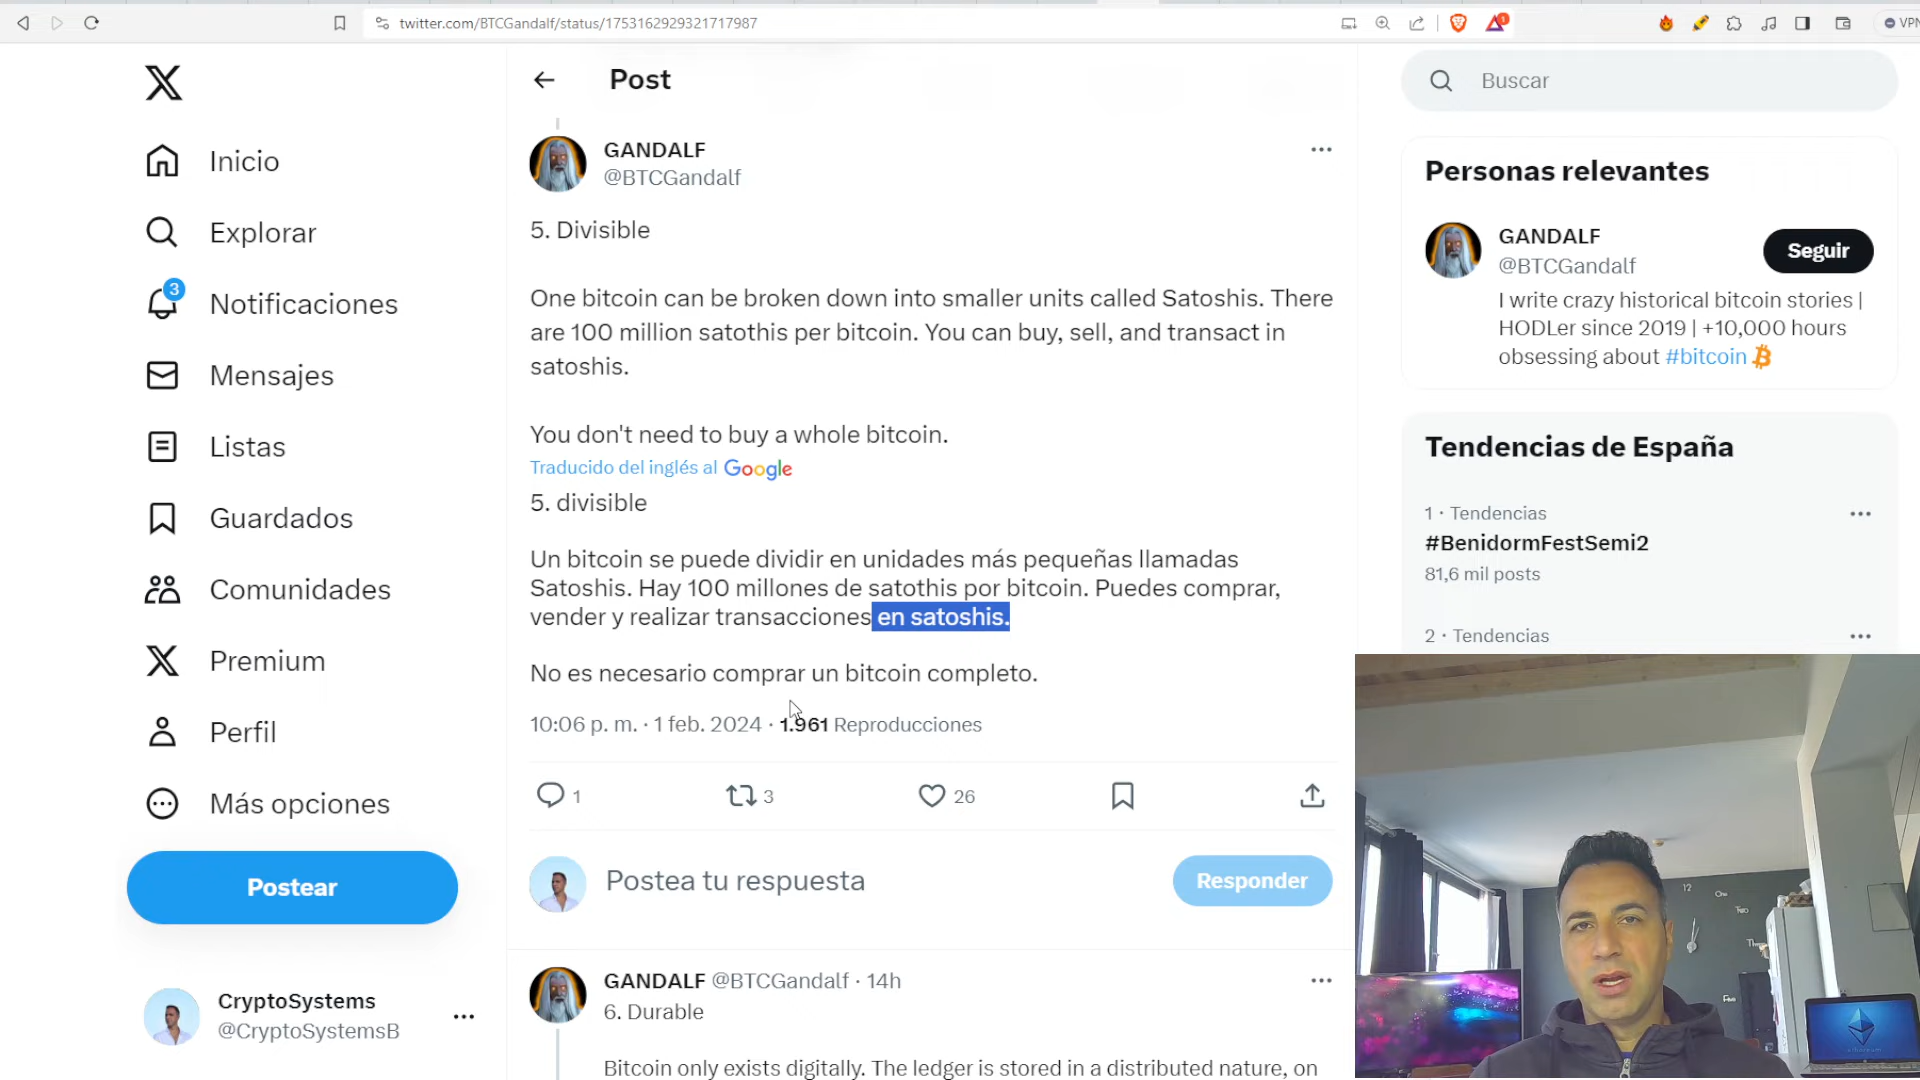 twitter.com/BTCGandalf/status/1753162929321717987
VPN
Inicio
Explorar
3
Notificaciones
Mensajes
Listas
Guardados
Comunidades
Premium
Perfil
Más opciones
Postear
CryptoSystems
@CryptoSystemsB
Post
GANDALF
@BTCGandalf
5. Divisible
One bitcoin can be broken down into smaller units called Satoshis. There
are 100 million satothis per bitcoin. You can buy, sell, and transact in
satoshis.
You don't need to buy a whole bitcoin.
Traducido del inglés al Google
5. divisible
Un bitcoin se puede dividir en unidades más pequeñas llamadas
Satoshis. Hay 100 millones de satothis por bitcoin. Puedes comprar,
vender y realizar transacciones en satoshis.
No es necesario comprar un bitcoin completo.
10:06 p. m. · 1 feb. 2024 · 1.961 Reproducciones
1
3
26
Postea tu respuesta
Responder
GANDALF @BTCGandalf · 14h
6. Durable
Bitcoin only exists digitally. The ledger is stored in a distributed nature, on
Buscar
Personas relevantes
GANDALF
@BTCGandalf
Seguir
I write crazy historical bitcoin stories |
HODLer since 2019 | +10,000 hours
obsessing about #bitcoin
Tendencias de España
1 · Tendencias
#BenidormFestSemi2
81,6 mil posts
2 · Tendencias
12
One